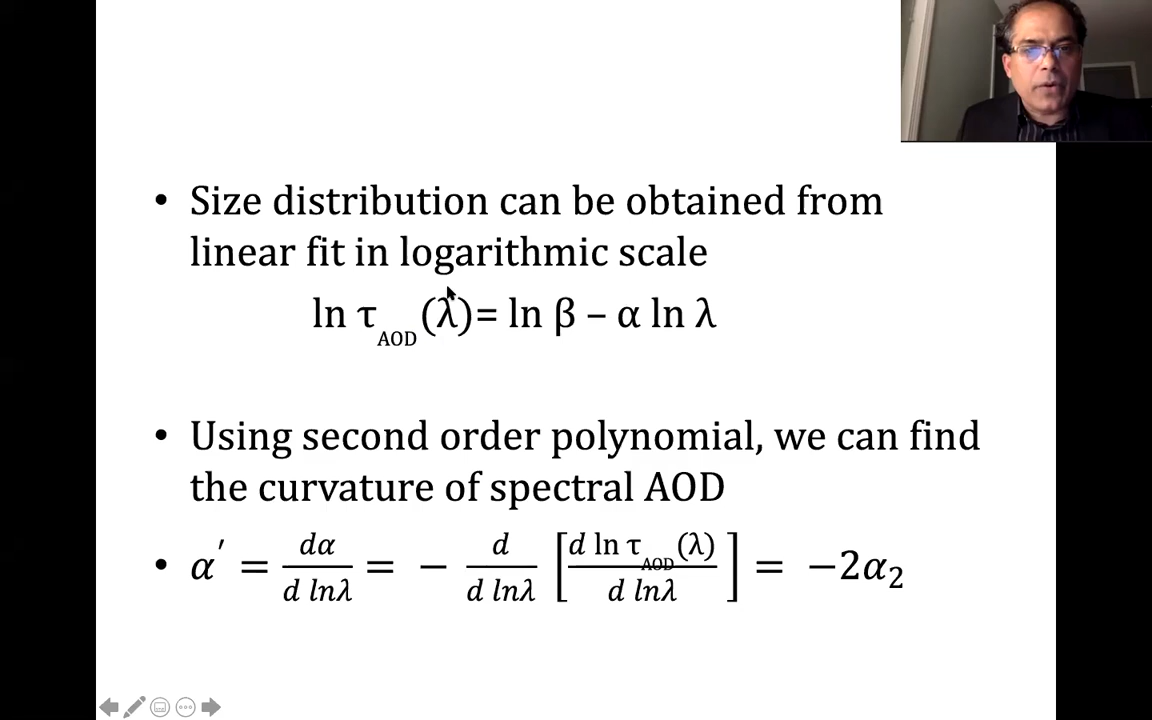 • Size distribution can be obtained from
linear fit in logarithmic scale
ln τ_AOD (λ)= ln β – α ln λ
• Using second order polynomial, we can find
the curvature of spectral AOD
• α′ = dα / d lnλ = − d / d lnλ [d ln τ_AOD (λ) / d lnλ] = −2α₂